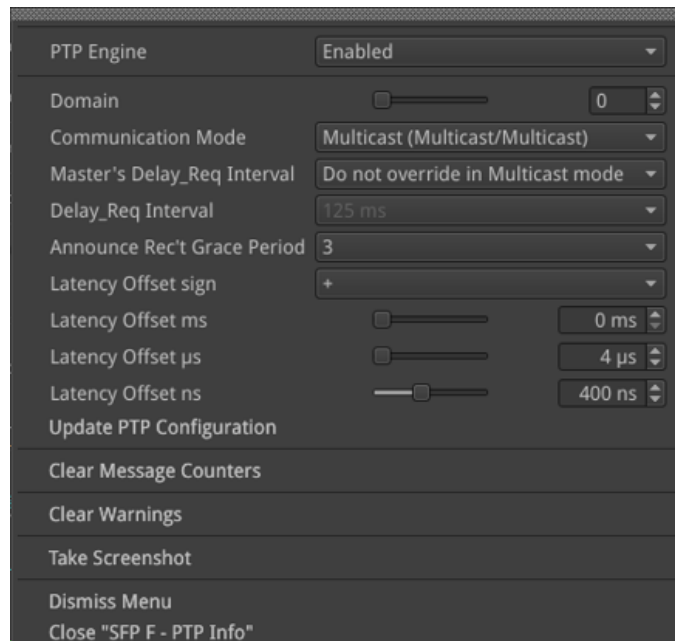 PTP Engine Enabled
Domain 0
Communication Mode Multicast (Multicast/Multicast)
Master's Delay_Req Interval Do not override in Multicast mode
Delay_Req Interval 125 ms
Announce Rec't Grace Period 3
Latency Offset sign +
Latency Offset ms 0 ms
Latency Offset µs 4 µs
Latency Offset ns 400 ns
Update PTP Configuration
Clear Message Counters
Clear Warnings
Take Screenshot
Dismiss Menu
Close "SFP F - PTP Info"